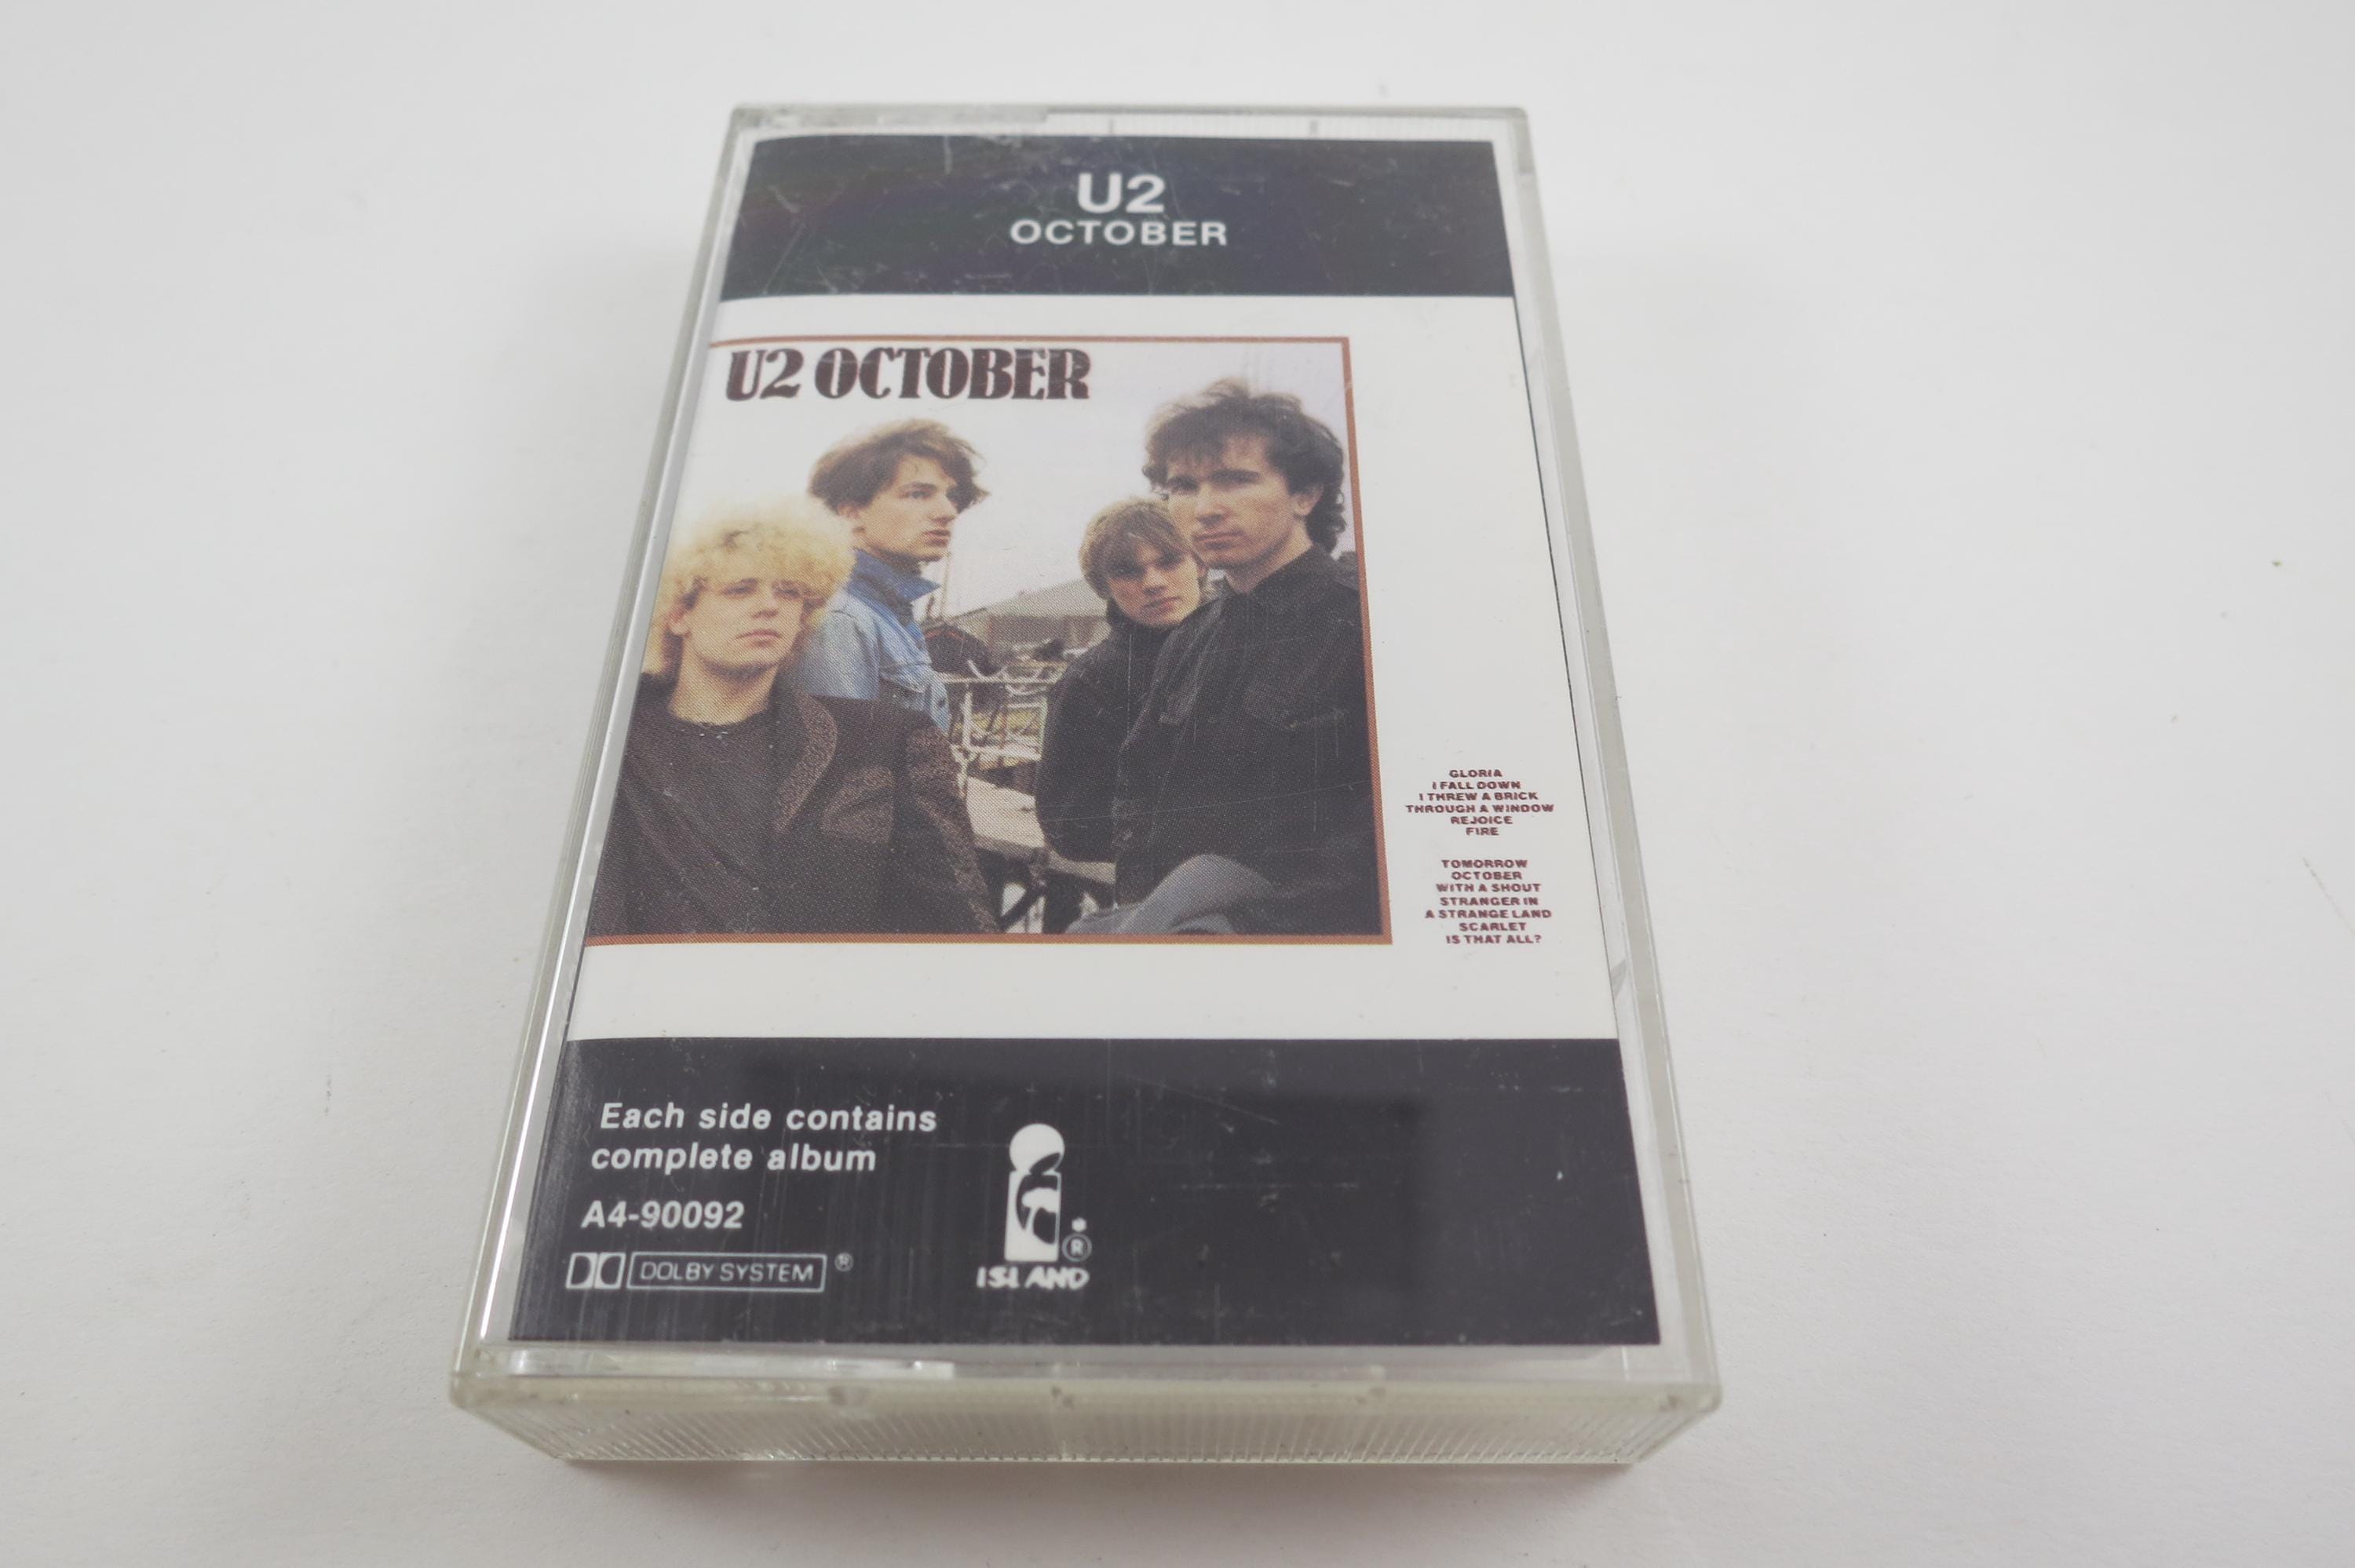 U2
OCTOBER
U2 OCTOBER
GLORIA
I FALL DOWN
I THREW A BRICK
THROUGH A WINDOW
REJOICE
FIRE
TOMORROW
OCTOBER
WITH A SHOUT
STRANGER IN
A STRANGE LAND
SCARLET
IS THAT ALL?
Each side contains
complete album
A4-90092
DOLBY SYSTEM ®
®
ISLAND